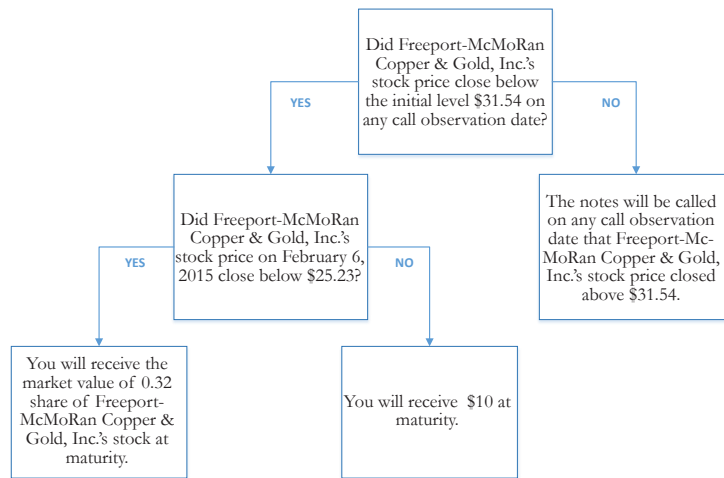 Did Freeport-McMoRan
Copper & Gold, Inc.'s
stock price close below
the initial level $31.54 on
any call observation date?
YES
NO
Did Freeport-McMoRan
Copper & Gold, Inc.'s
stock price on February 6,
2015 close below $25.23?
The notes will be called
on any call observation
date that Freeport-Mc-
MoRan Copper & Gold,
Inc.'s stock price closed
above $31.54.
YES
NO
You will receive the
market value of 0.32
share of Freeport-
McMoRan Copper &
Gold, Inc.'s stock at
maturity.
You will receive $10 at
maturity.